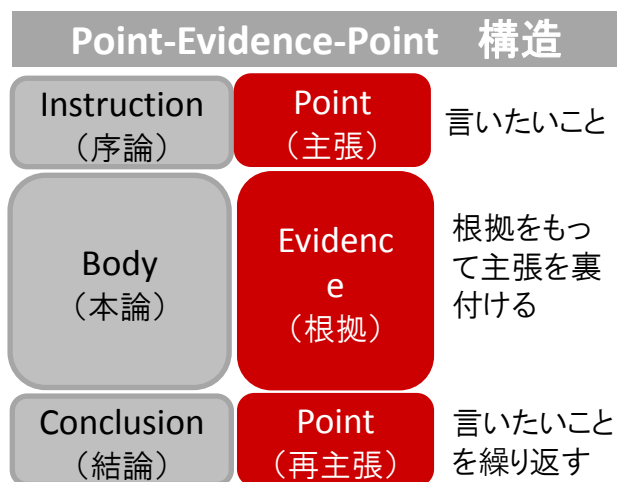 Point-Evidence-Point 構造
Instruction
（序論）
Point
（主張）
言いたいこと
Body
（本論）
Evidenc
e
（根拠）
根拠をもっ
て主張を裏
付ける
Conclusion
（結論）
Point
（再主張）
言いたいこと
を繰り返す